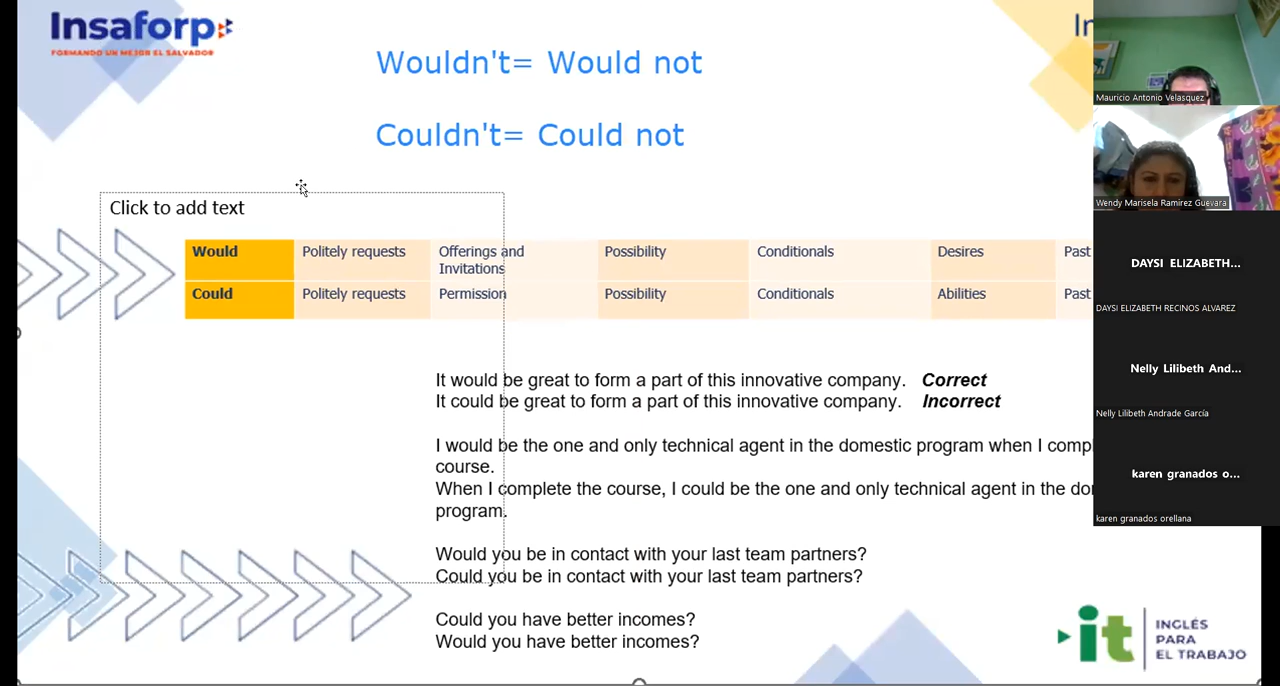 Insaforp
FORMANDO UN MEJOR EL SALVADOR
In
Wouldn't= Would not
Couldn't= Could not
Click to add text
Would Politely requests Offerings and Invitations Possibility Conditionals Desires Past
Could Politely requests Permission Possibility Conditionals Abilities Past
It would be great to form a part of this innovative company. Correct
It could be great to form a part of this innovative company. Incorrect
I would be the one and only technical agent in the domestic program when I compl
course.
When I complete the course, I could be the one and only technical agent in the do
program.
Would you be in contact with your last team partners?
Could you be in contact with your last team partners?
Could you have better incomes?
Would you have better incomes?
it INGLÉS
PARA
EL TRABAJO
Mauricio Antonio Velasquez
Wendy Marisela Ramirez Guevara
DAYSI ELIZABETH...
DAYSI ELIZABETH RECINOS ALVAREZ
Nelly Lilibeth And...
Nelly Lilibeth Andrade García
karen granados o...
karen granados orellana